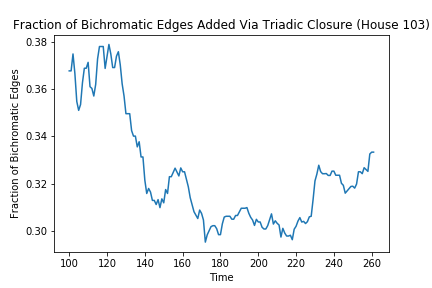 Fraction of Bichromatic Edges Added Via Triadic Closure (House 103)
0.38
0.36
0.34
0.32
0.30
Fraction of Bichromatic Edges
100 120 140 160 180 200 220 240 260
Time